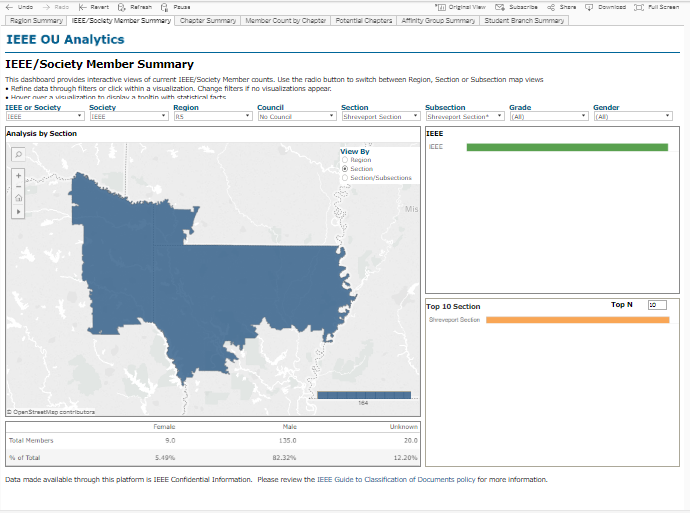 Undo Redo Revert Refresh Pause Original View Subscribe Share Download Full Screen
Region Summary IEEE/Society Member Summary Chapter Summary Member Count by Chapter Potential Chapters Affinity Group Summary Student Branch Summary
IEEE OU Analytics
IEEE/Society Member Summary
This dashboard provides interactive views of current IEEE/Society Member counts. Use the radio button to switch between Region, Section or Subsection map views
• Refine data through filters or click within a visualization. Change filters if no visualizations appear.
• Hover over a visualization to display a tooltip with statistical facts
IEEE or Society Society Region Council Section Subsection Grade Gender
IEEE IEEE R5 No Council Shreveport Section Shreveport Section* (All) (All)
Analysis by Section
View By
Region
Section
Section/Subsections
Mis
164
© OpenStreetMap contributors
IEEE
IEEE
Top 10 Section Top N 10
Shreveport Section
Female Male Unknown
Total Members 9.0 135.0 20.0
% of Total 5.49% 82.32% 12.20%
Data made available through this platform is IEEE Confidential Information. Please review the IEEE Guide to Classification of Documents policy for more information.